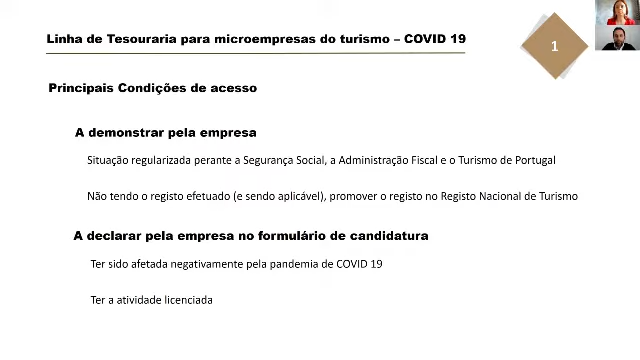 Linha de Tesouraria para microempresas do turismo – COVID 19
1
Principais Condições de acesso
A demonstrar pela empresa
Situação regularizada perante a Segurança Social, a Administração Fiscal e o Turismo de Portugal
Não tendo o registo efetuado (e sendo aplicável), promover o registo no Registo Nacional de Turismo
A declarar pela empresa no formulário de candidatura
Ter sido afetada negativamente pela pandemia de COVID 19
Ter a atividade licenciada